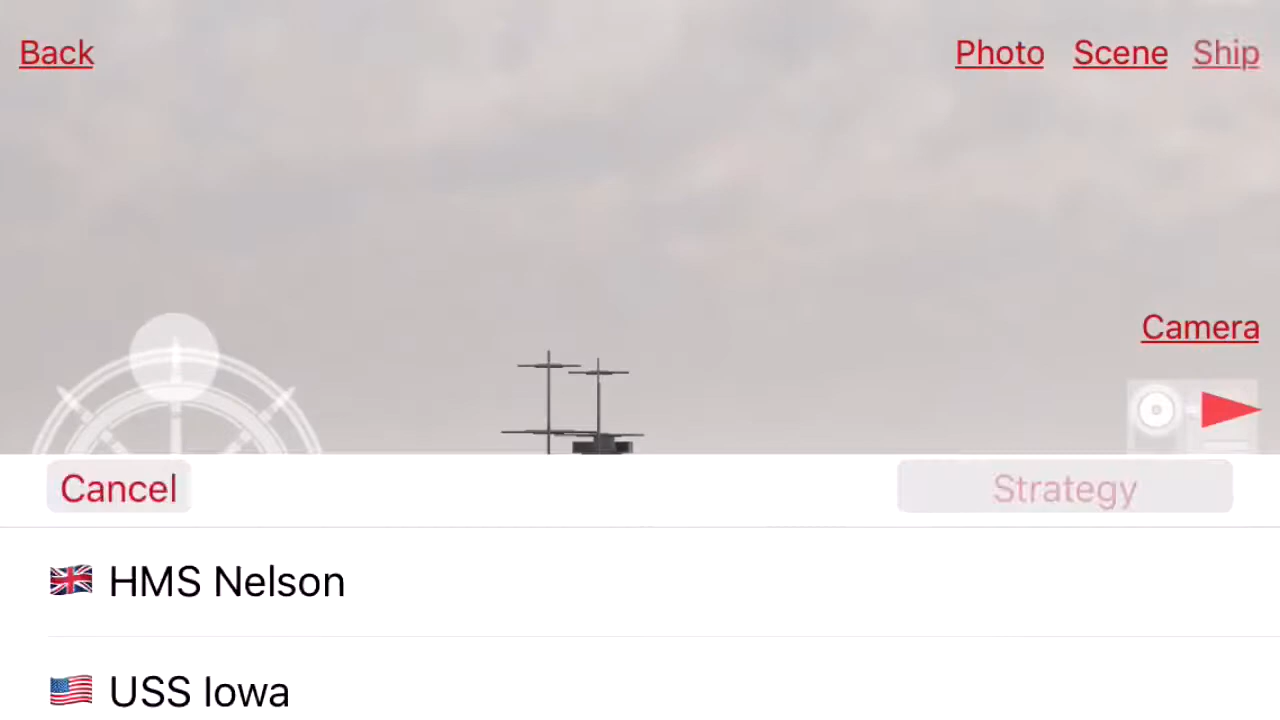 Back
Photo Scene Ship
Camera
Cancel
Strategy
HMS Nelson
USS Iowa